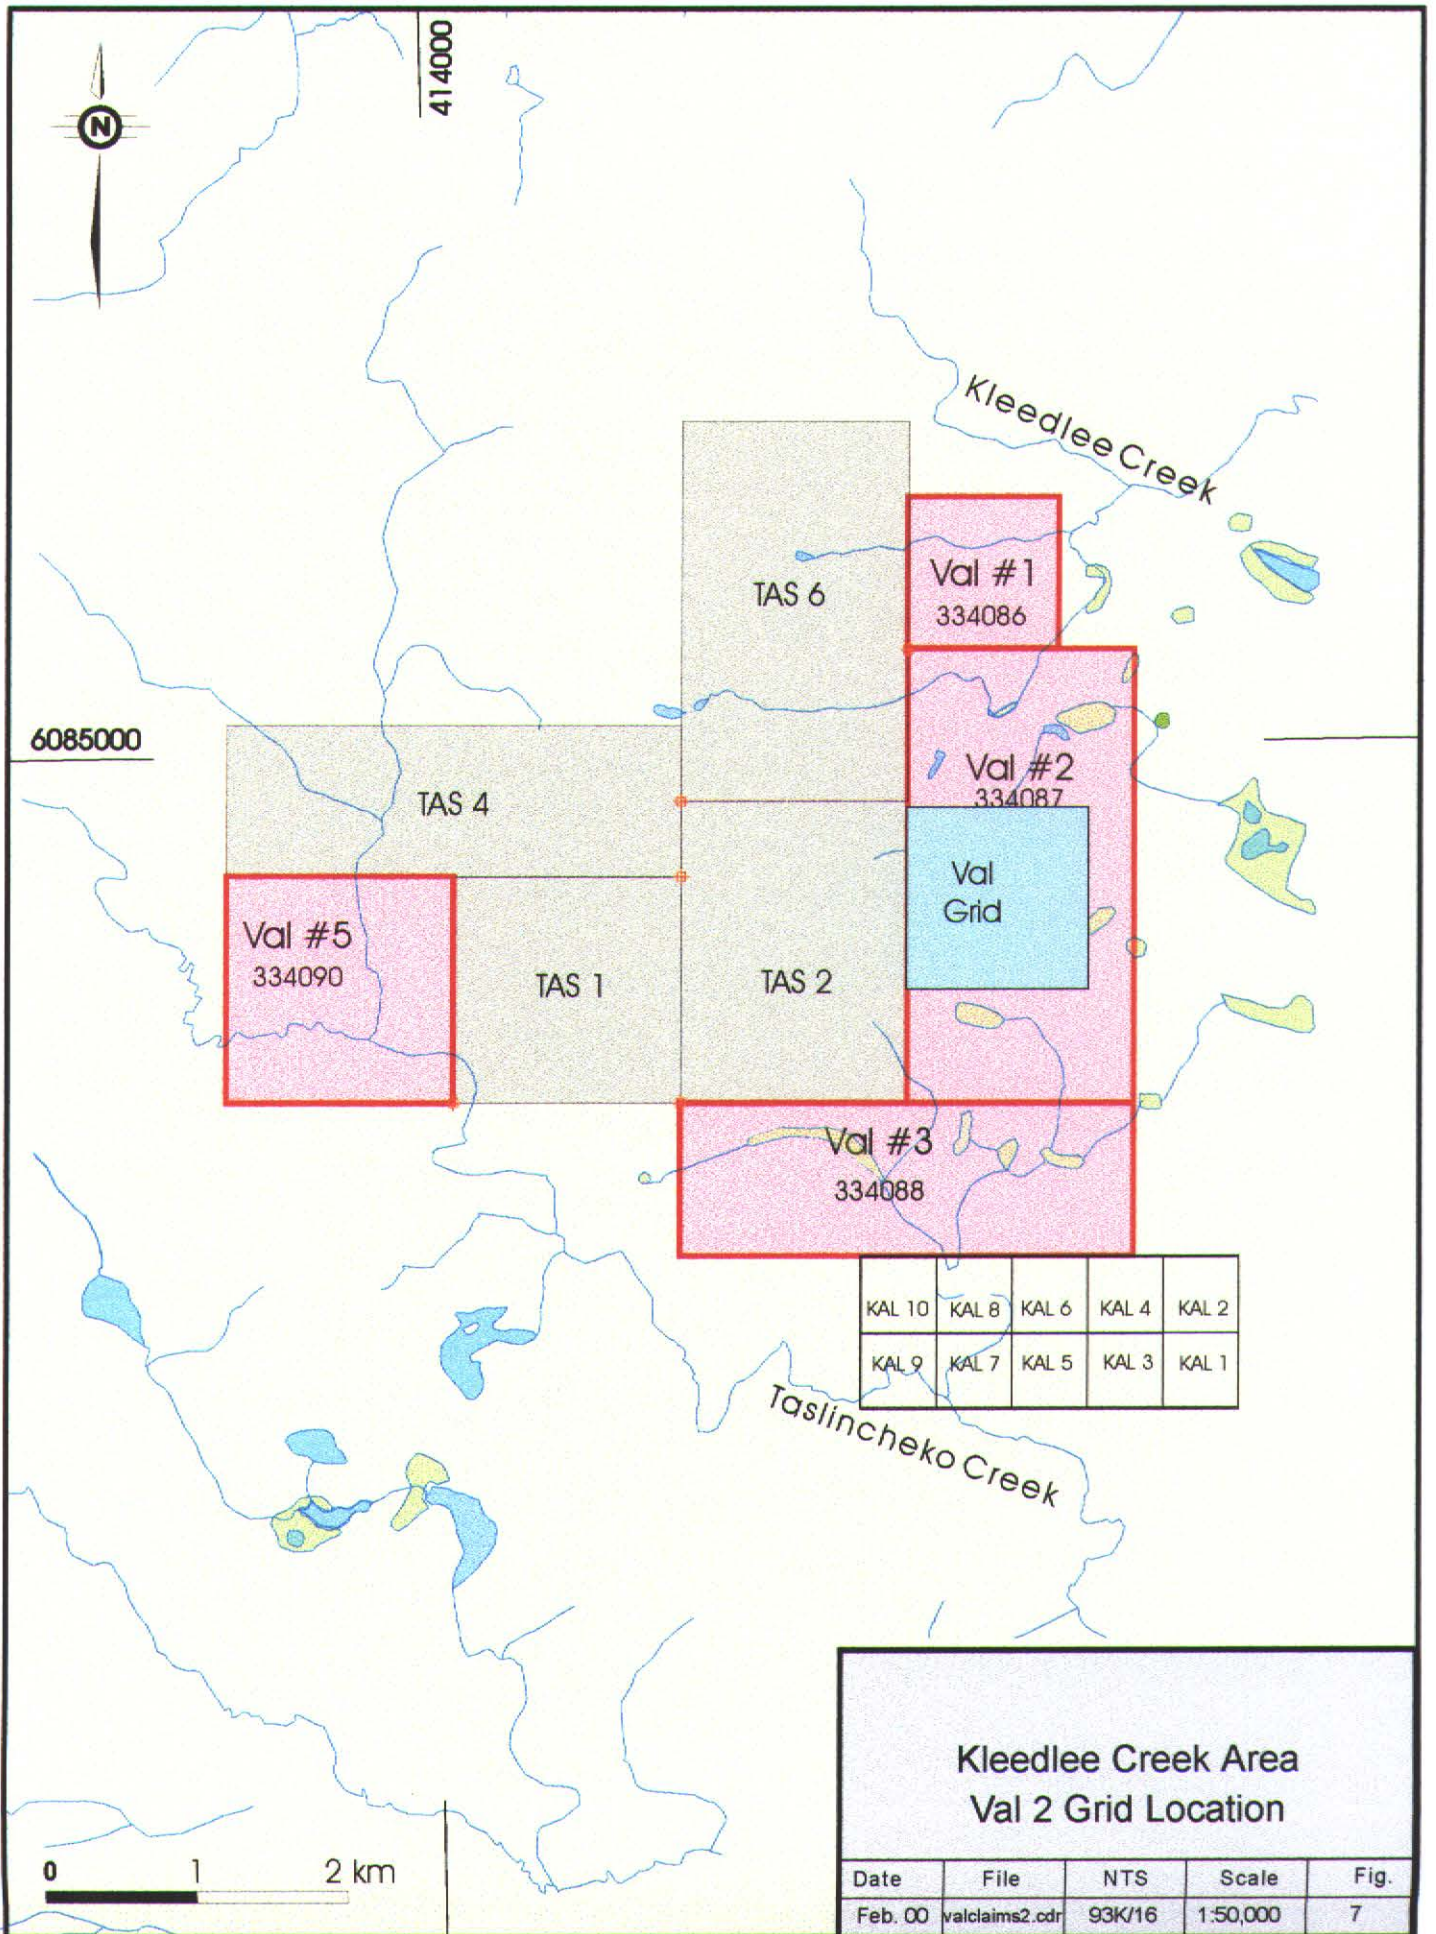 414000
N
Kleedlee Creek
TAS 6
Val #1
334086
6085000
Val #2
334087
TAS 4
Val
Grid
Val #5
334090
TAS 1
TAS 2
Val #3
334088
KAL 10 KAL 8 KAL 6 KAL 4 KAL 2
KAL 9 KAL 7 KAL 5 KAL 3 KAL 1
Taslincheko Creek
Kleedlee Creek Area
Val 2 Grid Location
0 1 2 km
Date File NTS Scale Fig.
Feb. 00 valclaims2.cdr 93K/16 1:50,000 7